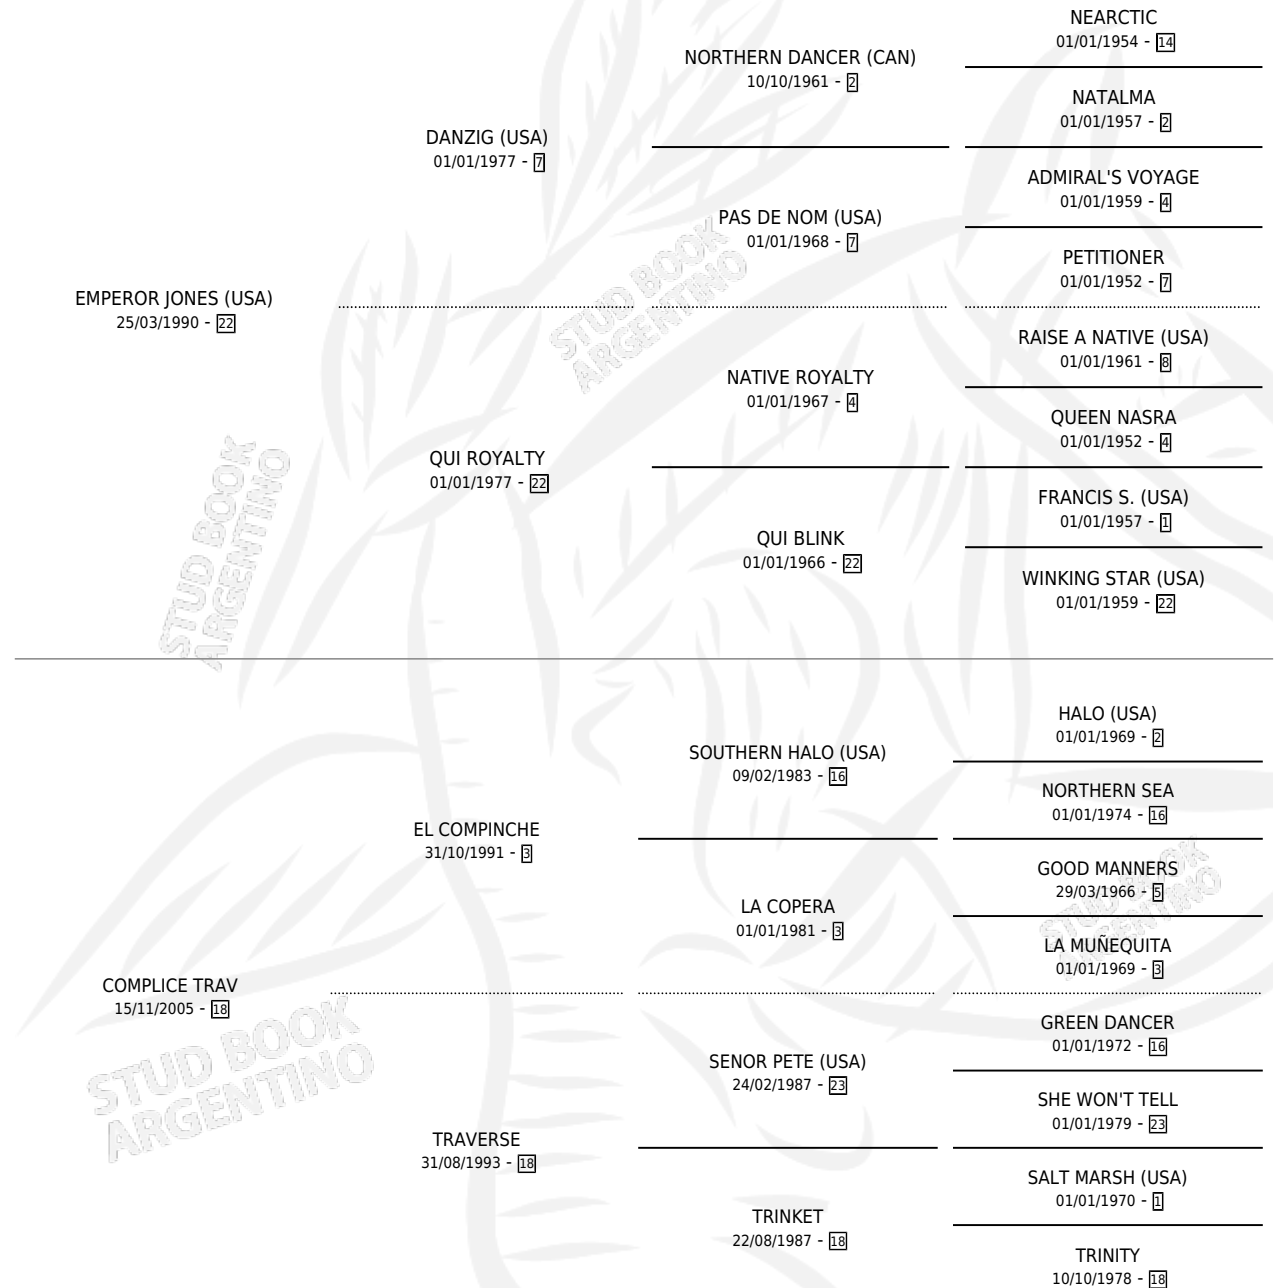 NEARCTIC
01/01/1954 - 14
NORTHERN DANCER (CAN)
10/10/1961 - 2
NATALMA
01/01/1957 - 2
DANZIG (USA)
01/01/1977 - 7
ADMIRAL'S VOYAGE
01/01/1959 - 4
PAS DE NOM (USA)
01/01/1968 - 7
PETITIONER
01/01/1952 - 7
EMPEROR JONES (USA)
25/03/1990 - 22
STUD BOOK
ARGENTINO
RAISE A NATIVE (USA)
01/01/1961 - 8
NATIVE ROYALTY
01/01/1967 - 4
QUEEN NASRA
01/01/1952 - 4
QUI ROYALTY
01/01/1977 - 22
FRANCIS S. (USA)
01/01/1957 - 1
QUI BLINK
01/01/1966 - 22
WINKING STAR (USA)
01/01/1959 - 22
STUD BOOK
ARGENTINO
HALO (USA)
01/01/1969 - 2
SOUTHERN HALO (USA)
09/02/1983 - 16
NORTHERN SEA
01/01/1974 - 16
EL COMPINCHE
31/10/1991 - 3
GOOD MANNERS
29/03/1966 - 5
STUD BOOK
ARGENTINO
LA COPERA
01/01/1981 - 3
LA MUÑEQUITA
01/01/1969 - 3
COMPLICE TRAV
15/11/2005 - 18
STUD BOOK
ARGENTINO
GREEN DANCER
01/01/1972 - 16
SENOR PETE (USA)
24/02/1987 - 23
SHE WON'T TELL
01/01/1979 - 23
TRAVERSE
31/08/1993 - 18
SALT MARSH (USA)
01/01/1970 - 1
TRINKET
22/08/1987 - 18
TRINITY
10/10/1978 - 18